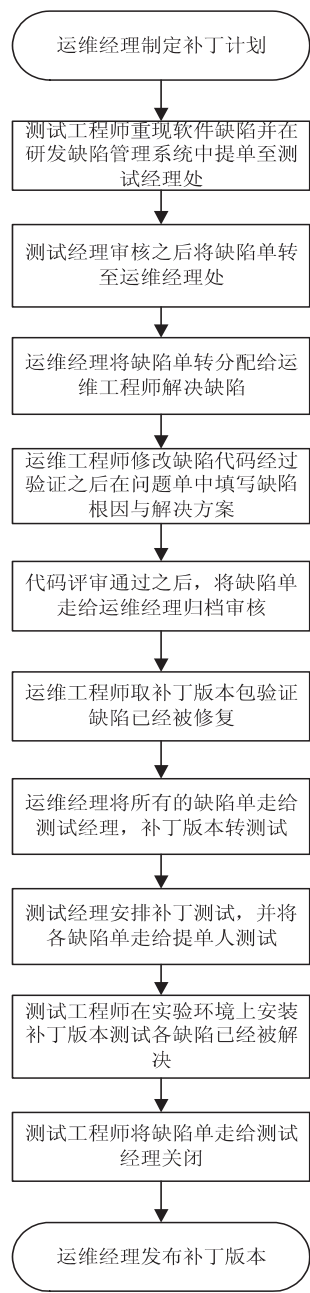 运维经理制定补丁计划
测试工程师重现软件缺陷并在
研发缺陷管理系统中提单至测
试经理处
测试经理审核之后将缺陷单转
至运维经理处
运维经理将缺陷单转分配给运
维工程师解决缺陷
运维工程师修改缺陷代码经过
验证之后在问题单中填写缺陷
根因与解决方案
代码评审通过之后，将缺陷单
走给运维经理归档审核
运维工程师取补丁版本包验证
缺陷已经被修复
运维经理将所有的缺陷单走给
测试经理，补丁版本转测试
测试经理安排补丁测试，并将
各缺陷单走给提单人测试
测试工程师在实验环境上安装
补丁版本测试各缺陷已经被解
决
测试工程师将缺陷单走给测试
经理关闭
运维经理发布补丁版本